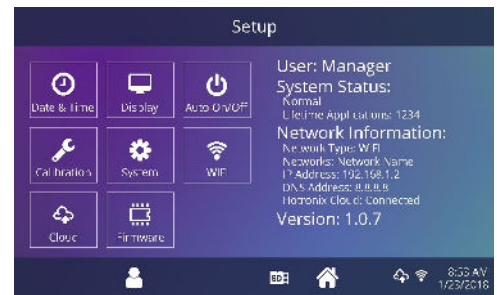 Setup
Date & Time
Display
Auto On/Off
Calibration
System
WiFi
Cloud
Firmware
User: Manager
System Status:
Normal
Lifetime Applications: 1234
Network Information:
Network Type: WiFi
Networks: Network Name
IP Address: 192.168.1.2
DNS Address: 8.8.8.8
Hotronix Cloud: Connected
Version: 1.0.7
8:53 AM
1/23/2018